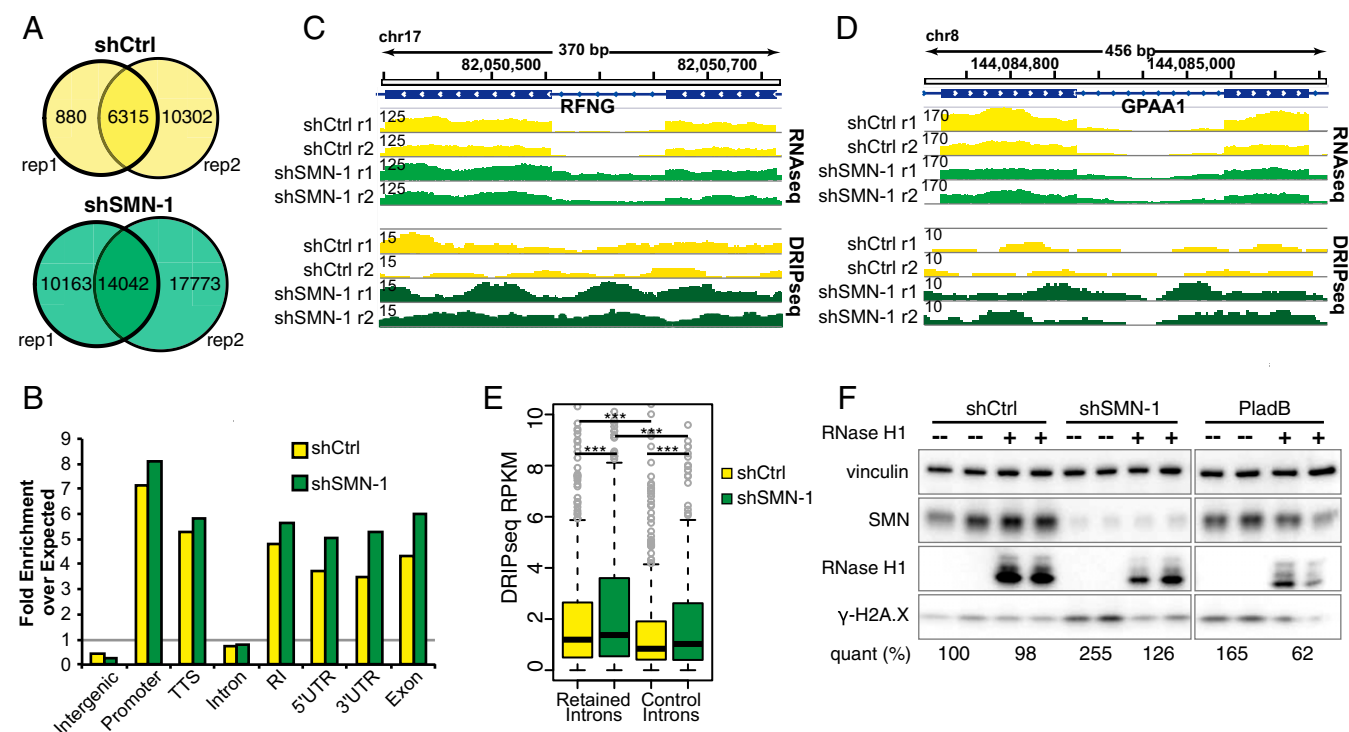 A
shCtrl
880 6315 10302
rep1 rep2
shSMN-1
10163 14042 17773
rep1 rep2
B
Fold Enrichment
over Expected
9
8
7
6
5
4
3
2
1
0
shCtrl
shSMN-1
Intergenic Promoter TTS Intron RI 5'UTR 3'UTR Exon
C
chr17
370 bp
82,050,500 82,050,700
RFNG
shCtrl r1 125
shCtrl r2 125
shSMN-1 r1 125
shSMN-1 r2 125
RNAseq
shCtrl r1 15
shCtrl r2 15
shSMN-1 r1 15
shSMN-1 r2 15
DRIPseq
D
chr8
456 bp
144,084,800 144,085,000
GPAA1
shCtrl r1 170
shCtrl r2 170
shSMN-1 r1 170
shSMN-1 r2 170
RNAseq
shCtrl r1 10
shCtrl r2 10
shSMN-1 r1 10
shSMN-1 r2 10
DRIPseq
E
DRIPseq RPKM
10
8
6
4
2
0
***
***
*** ***
shCtrl
shSMN-1
Retained Introns
Control Introns
F
shCtrl shSMN-1 PladB
RNase H1 -- -- + + -- -- + + -- -- + +
vinculin
SMN
RNase H1
γ-H2A.X
quant (%) 100 98 255 126 165 62